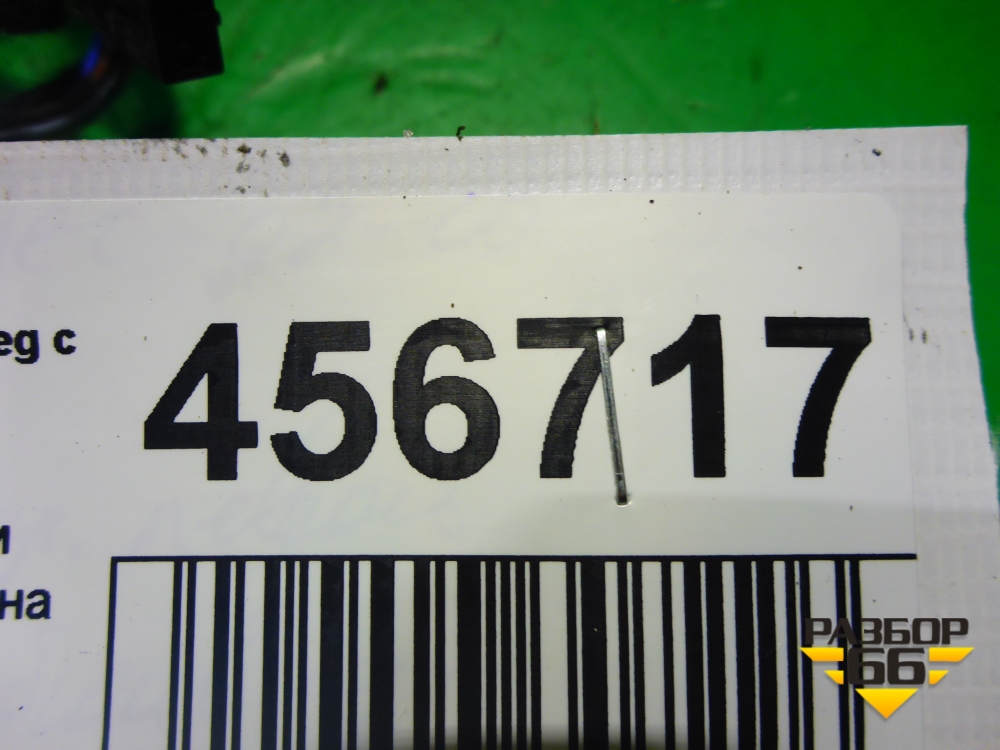 eg с
456717
и
на
РАЗБОР
66